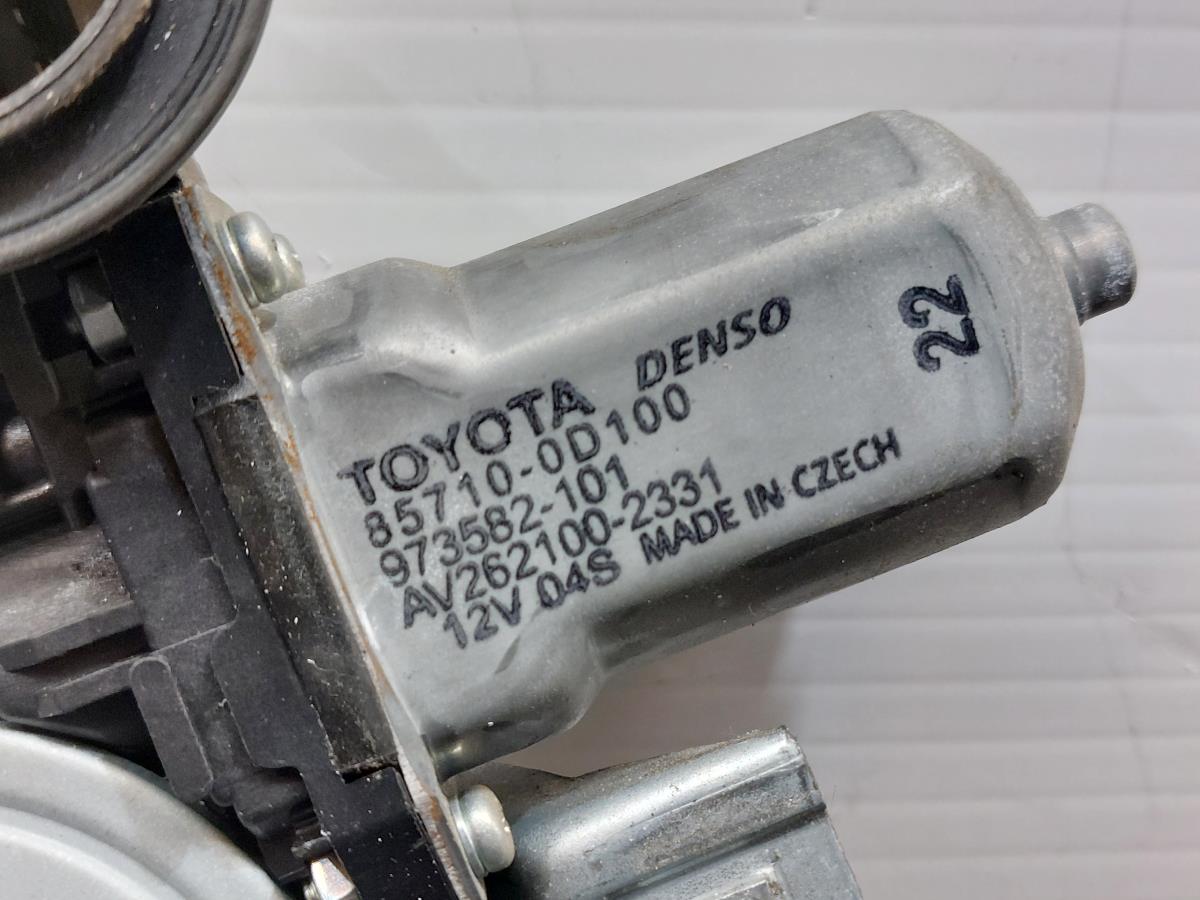 TOYOTA DENSO
85710-0D100
973582-101
AV262100-2331
12V 04S MADE IN CZECH
22